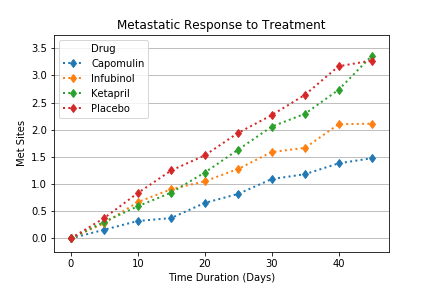 Metastatic Response to Treatment
Drug
Capomulin
Infubinol
Ketapril
Placebo
3.5
3.0
2.5
2.0
1.5
1.0
0.5
0.0
Met Sites
0
10
20
30
40
Time Duration (Days)